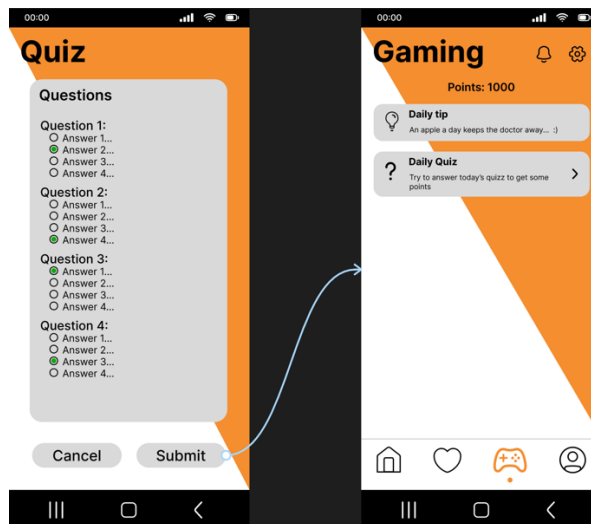 00:00
Quiz
Questions
Question 1:
Answer 1...
Answer 2...
Answer 3...
Answer 4...
Question 2:
Answer 1...
Answer 2...
Answer 3...
Answer 4...
Question 3:
Answer 1...
Answer 2...
Answer 3...
Answer 4...
Question 4:
Answer 1...
Answer 2...
Answer 3...
Answer 4...
Cancel
Submit
00:00
Gaming
Points: 1000
Daily tip
An apple a day keeps the doctor away... :)
?
Daily Quiz
Try to answer today's quizz to get some
points